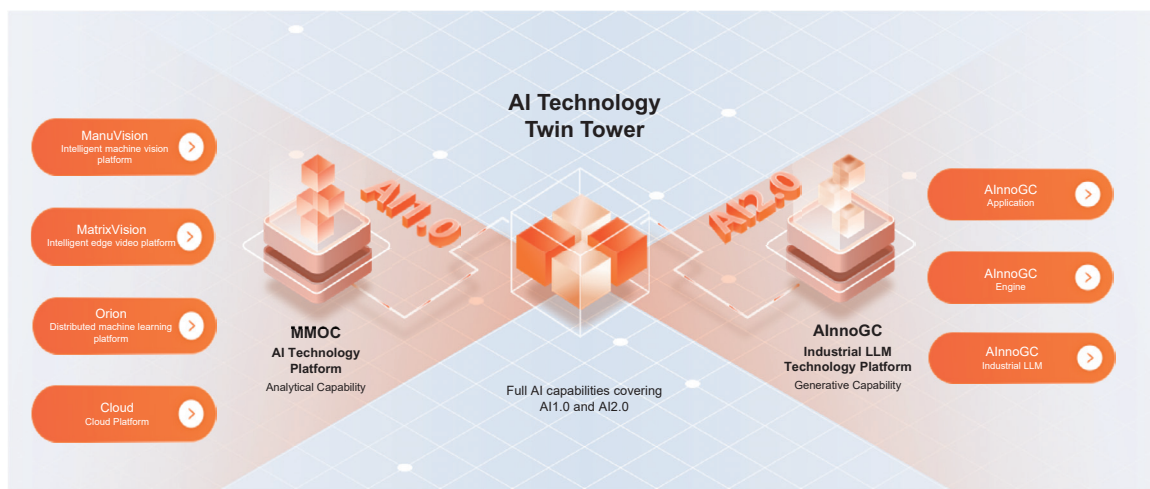 AI Technology
Twin Tower
ManuVision
Intelligent machine vision
platform
MatrixVision
Intelligent edge video platform
Orion
Distributed machine learning
platform
Cloud
Cloud Platform
AI1.0
MMOC
AI Technology
Platform
Analytical Capability
Full AI capabilities covering
AI1.0 and AI2.0
AI2.0
AInnoGC
Industrial LLM
Technology Platform
Generative Capability
AInnoGC
Application
AInnoGC
Engine
AInnoGC
Industrial LLM